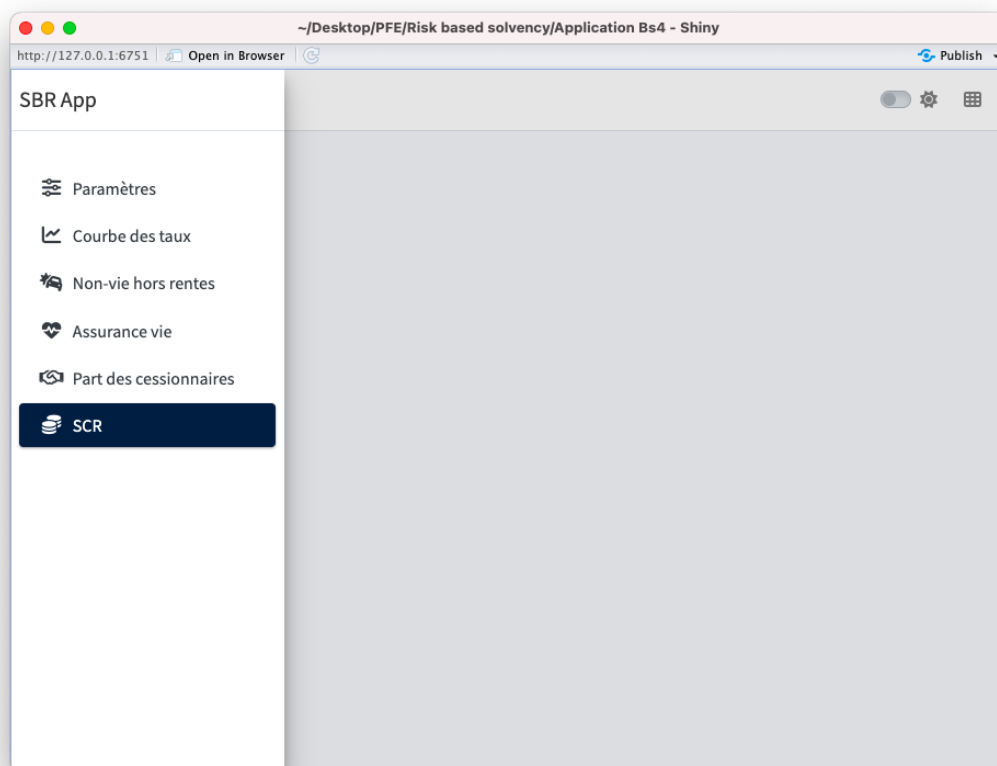 ~/Desktop/PFE/Risk based solvency/Application Bs4 - Shiny
http://127.0.0.1:6751 Open in Browser Publish
SBR App
Paramètres
Courbe des taux
Non-vie hors rentes
Assurance vie
Part des cessionnaires
SCR